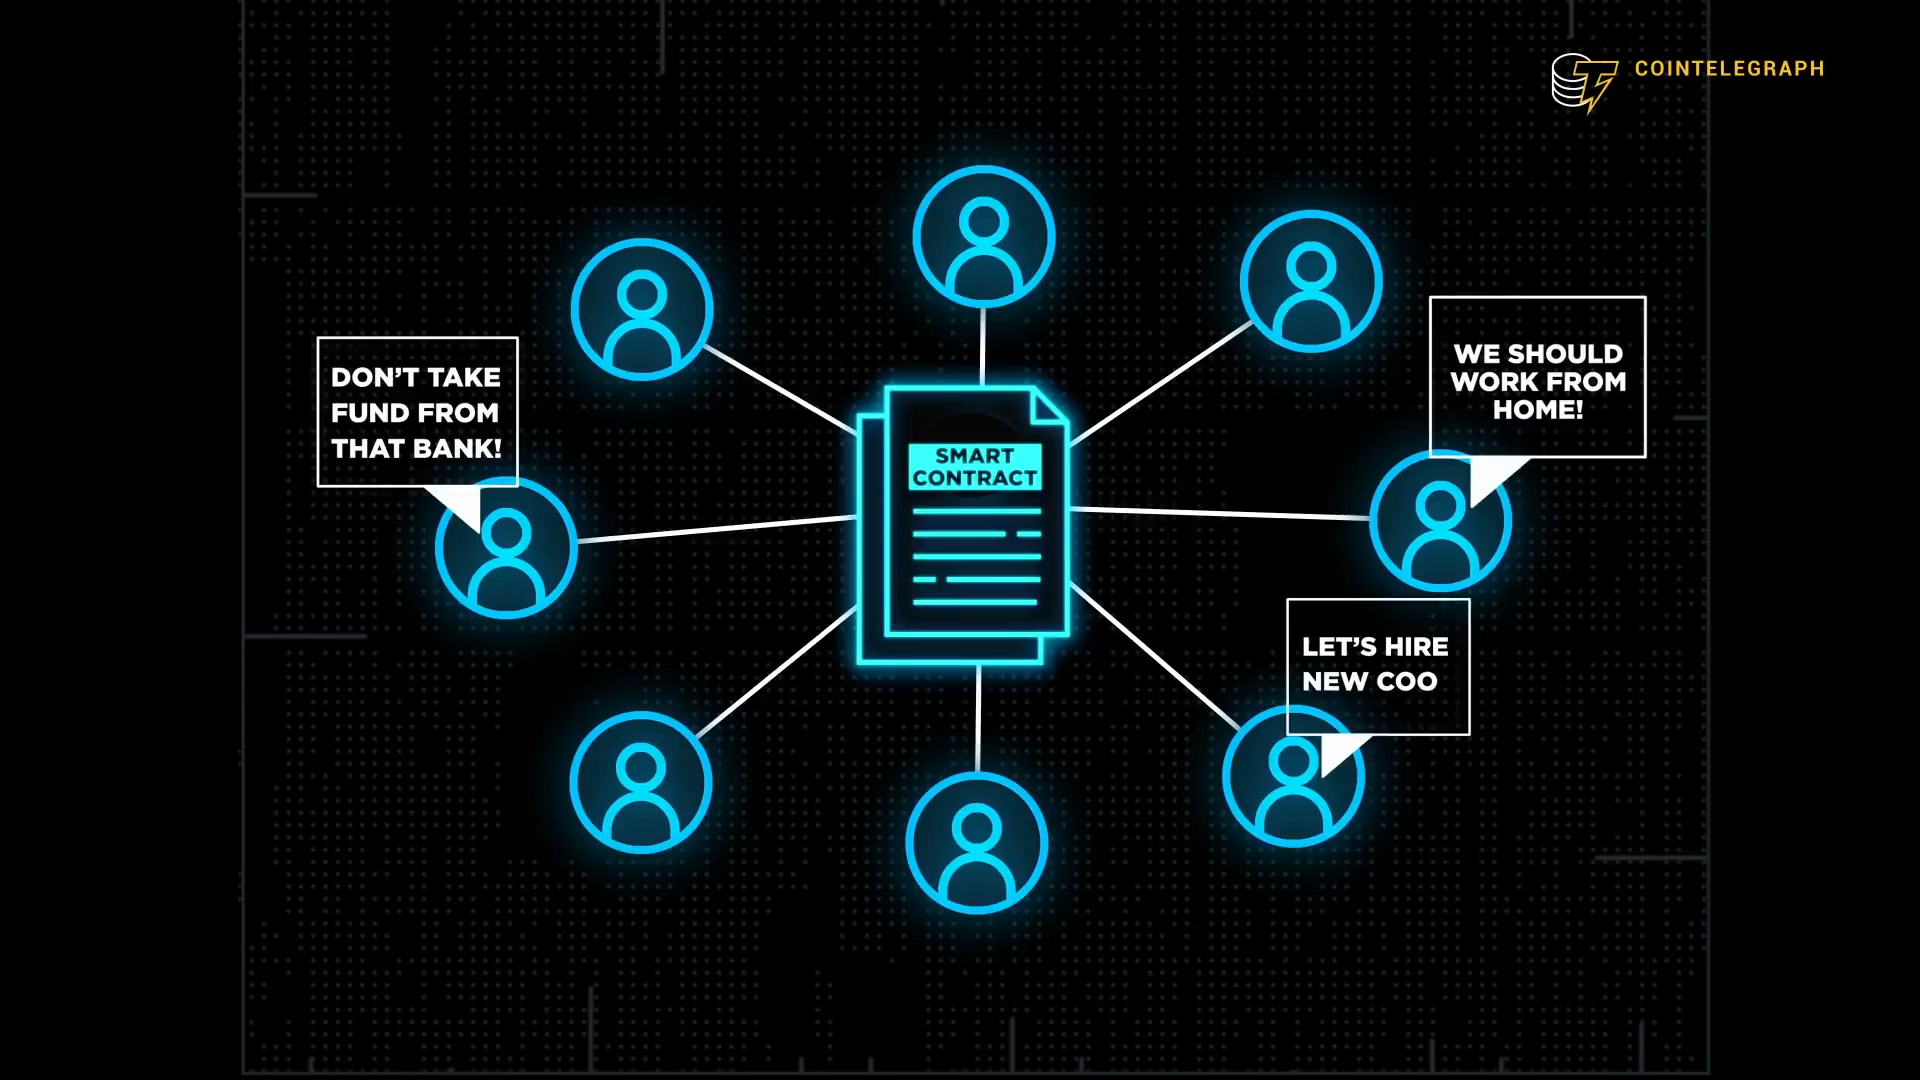 COINTELEGRAPH
WE SHOULD
WORK FROM
HOME!
DON'T TAKE
FUND FROM
THAT BANK!
SMART
CONTRACT
LET'S HIRE
NEW COO